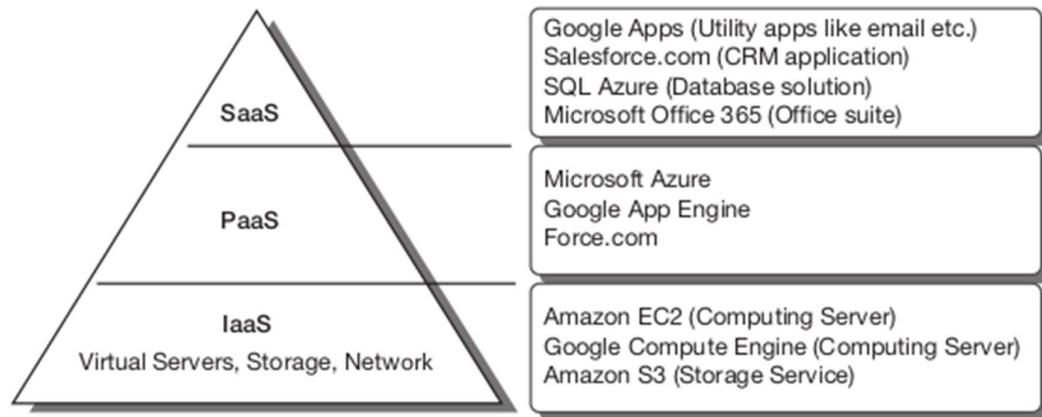 SaaS
Google Apps (Utility apps like email etc.)
Salesforce.com (CRM application)
SQL Azure (Database solution)
Microsoft Office 365 (Office suite)
PaaS
Microsoft Azure
Google App Engine
Force.com
IaaS
Virtual Servers, Storage, Network
Amazon EC2 (Computing Server)
Google Compute Engine (Computing Server)
Amazon S3 (Storage Service)